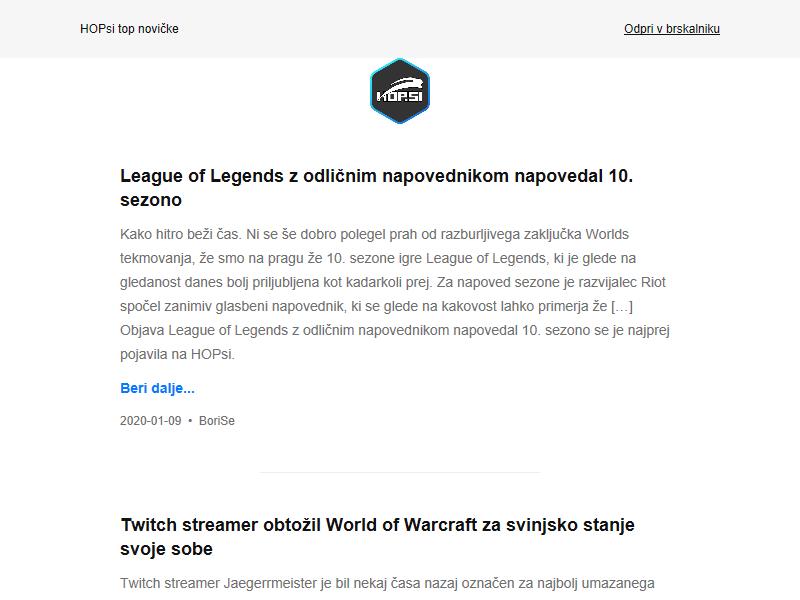 HOPsi top novičke
Odpri v brskalniku
HOPSI
League of Legends z odličnim napovednikom napovedal 10.
sezono
Kako hitro beži čas. Ni se še dobro polegel prah od razburljivega zaključka Worlds
tekmovanja, že smo na pragu že 10. sezone igre League of Legends, ki je glede na
gledanost danes bolj priljubljena kot kadarkoli prej. Za napoved sezone je razvijalec Riot
spočel zanimiv glasbeni napovednik, ki se glede na kakovost lahko primerja že […]
Objava League of Legends z odličnim napovednikom napovedal 10. sezono se je najprej
pojavila na HOPsi.
Beri dalje...
2020-01-09 • BoriSe
Twitch streamer obtožil World of Warcraft za svinjsko stanje
svoje sobe
Twitch streamer Jaegerrmeister je bil nekaj časa nazaj označen za najbolj umazanega